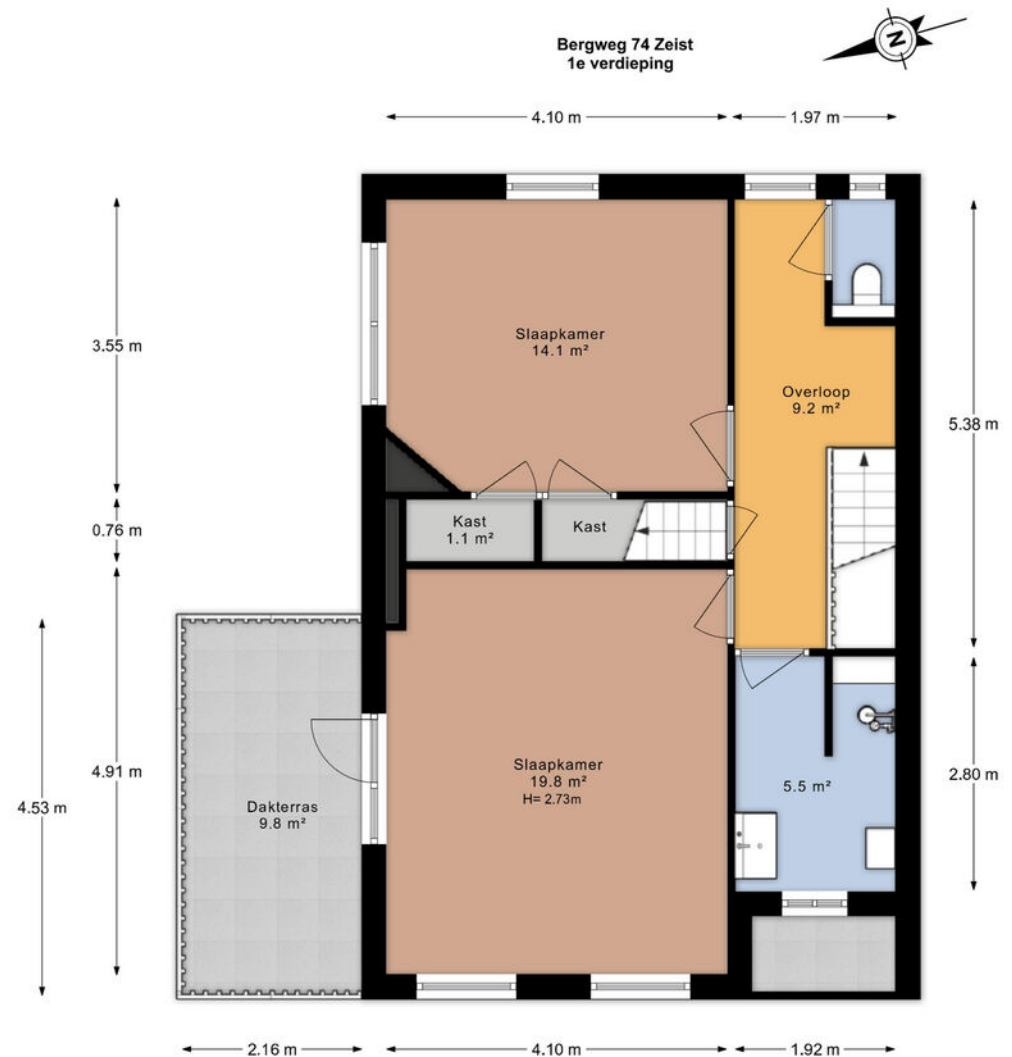 N
Bergweg 74 Zeist
1e verdieping
4.10 m
1.97 m
3.55 m
Slaapkamer
14.1 m²
Overloop
9.2 m²
5.38 m
0.76 m
Kast
1.1 m²
Kast
4.91 m
4.53 m
Dakterras
9.8 m²
Slaapkamer
19.8 m²
H= 2.73m
5.5 m²
2.80 m
2.16 m
4.10 m
1.92 m